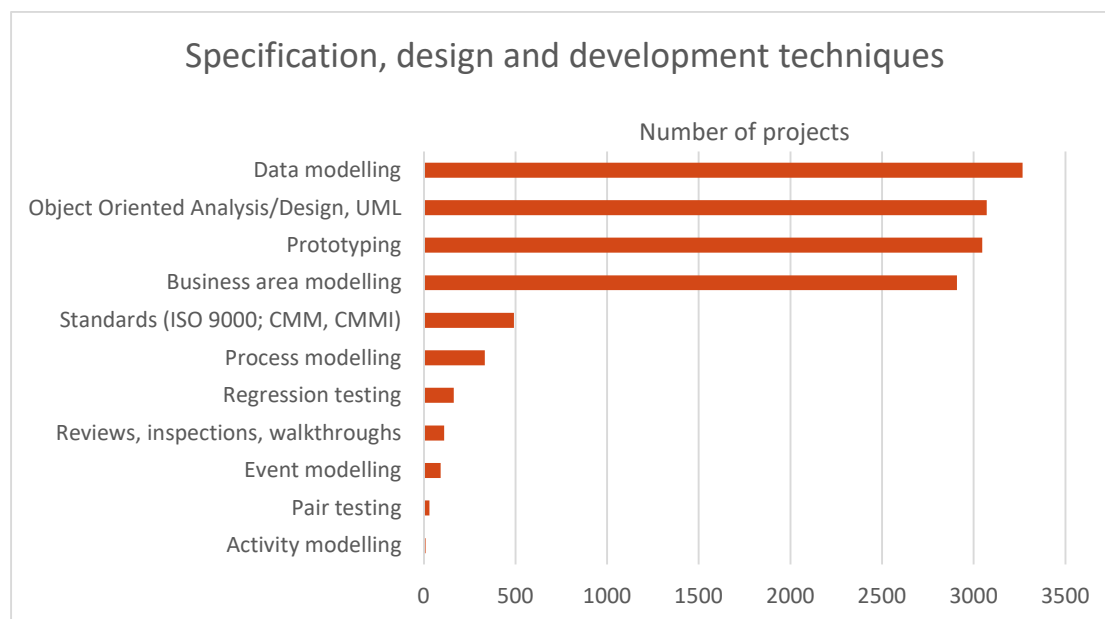 Specification, design and development techniques
Number of projects
Data modelling
Object Oriented Analysis/Design, UML
Prototyping
Business area modelling
Standards (ISO 9000; CMM, CMMI)
Process modelling
Regression testing
Reviews, inspections, walkthroughs
Event modelling
Pair testing
Activity modelling
0 500 1000 1500 2000 2500 3000 3500